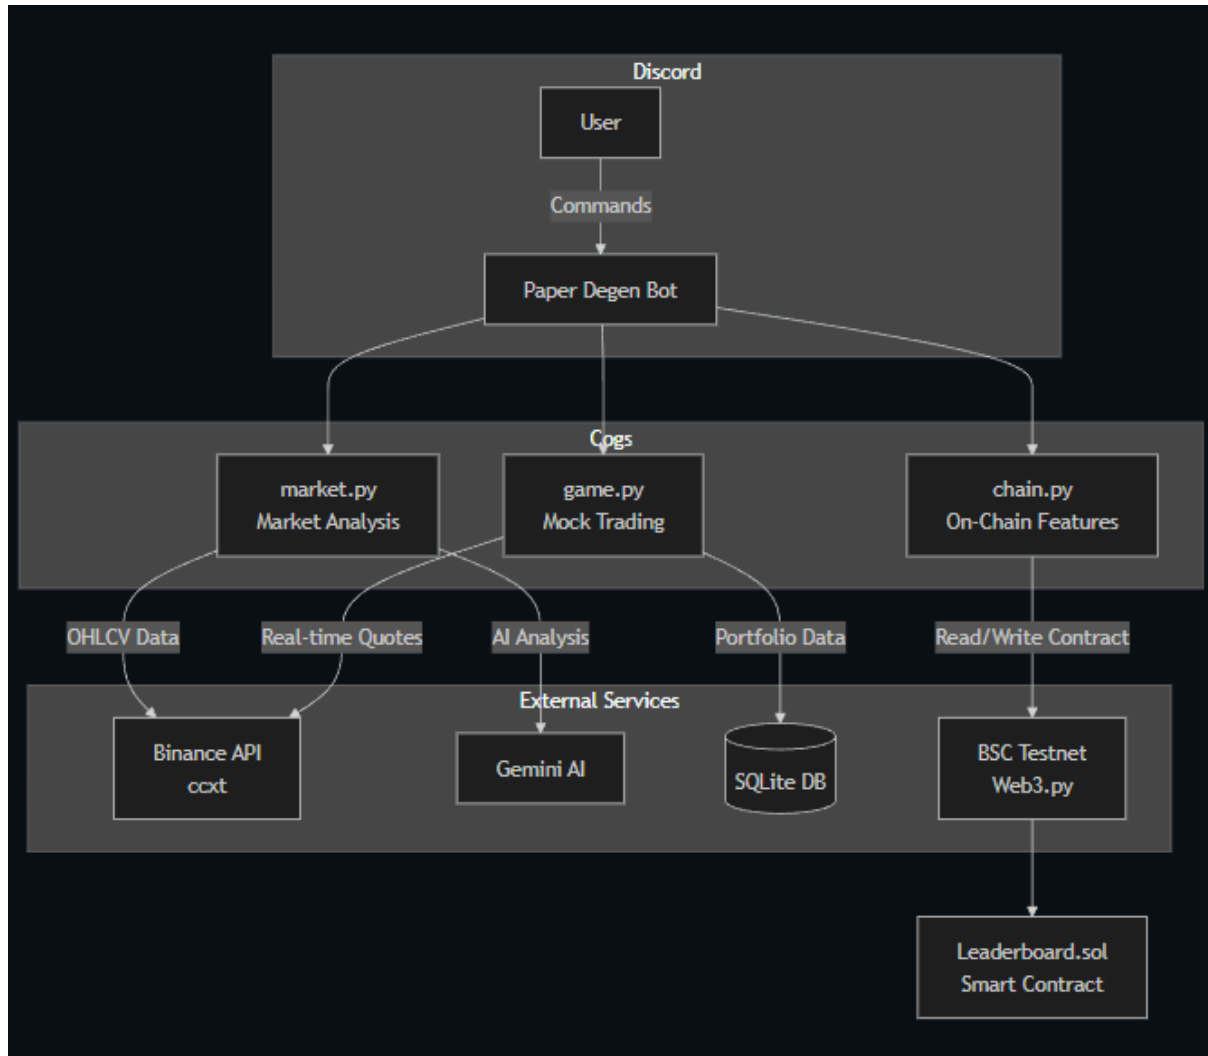 Discord
User
Commands
Paper Degen Bot
Cogs
market.py
Market Analysis
game.py
Mock Trading
chain.py
On-Chain Features
OHLCV Data
Real-time Quotes
AI Analysis
Portfolio Data
Read/Write Contract
External Services
Binance API
ccxt
Gemini AI
SQLite DB
BSC Testnet
Web3.py
Leaderboard.sol
Smart Contract